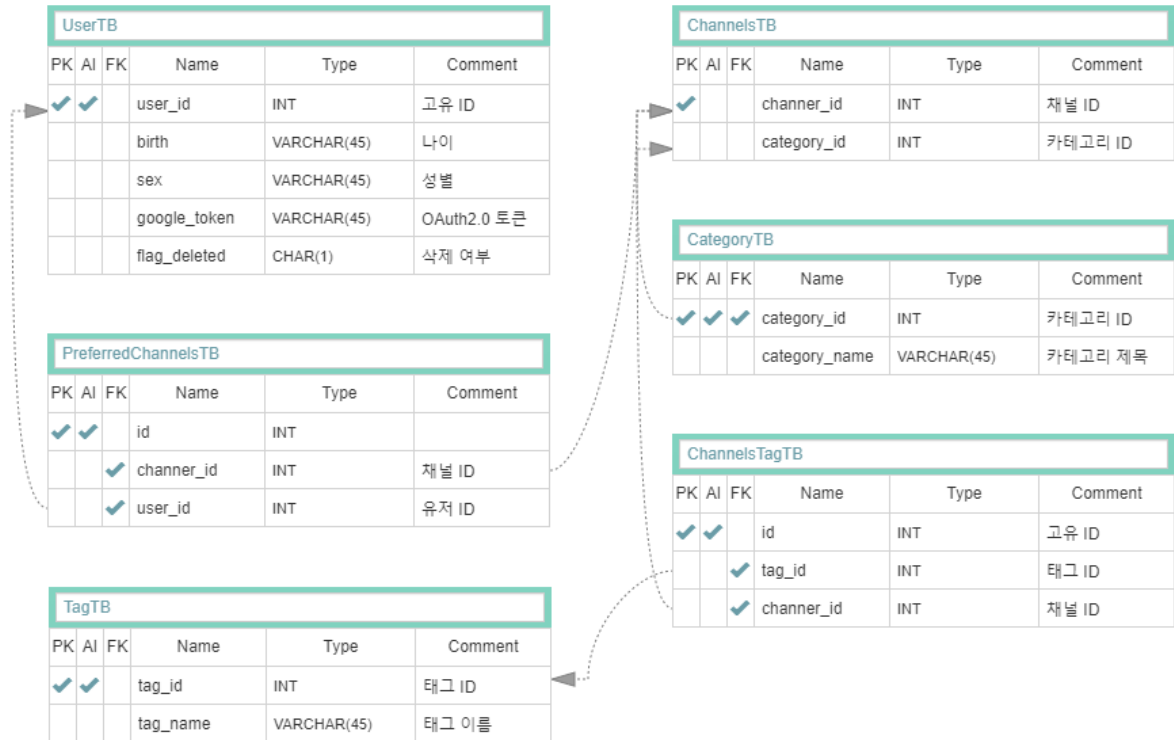 UserTB
PK AI FK Name Type Comment
user_id INT 고유 ID
birth VARCHAR(45) 나이
sex VARCHAR(45) 성별
google_token VARCHAR(45) OAuth2.0 토큰
flag_deleted CHAR(1) 삭제 여부
PreferredChannelsTB
PK AI FK Name Type Comment
id INT
channer_id INT 채널 ID
user_id INT 유저 ID
TagTB
PK AI FK Name Type Comment
tag_id INT 태그 ID
tag_name VARCHAR(45) 태그 이름
ChannelsTB
PK AI FK Name Type Comment
channer_id INT 채널 ID
category_id INT 카테고리 ID
CategoryTB
PK AI FK Name Type Comment
category_id INT 카테고리 ID
category_name VARCHAR(45) 카테고리 제목
ChannelsTagTB
PK AI FK Name Type Comment
id INT 고유 ID
tag_id INT 태그 ID
channer_id INT 채널 ID